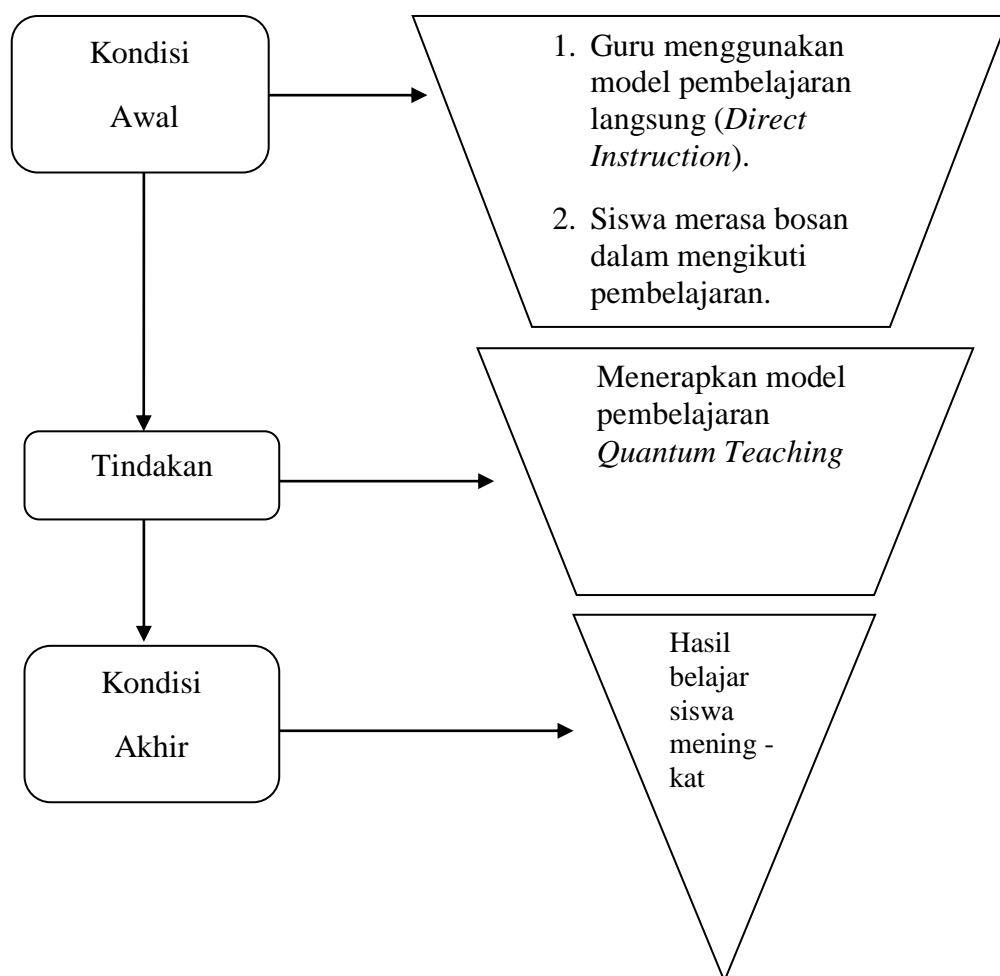 Kondisi
Awal
1. Guru menggunakan
model pembelajaran
langsung (Direct
Instruction).
2. Siswa merasa bosan
dalam mengikuti
pembelajaran.
Tindakan
Menerapkan model
pembelajaran
Quantum Teaching
Kondisi
Akhir
Hasil
belajar
siswa
mening -
kat